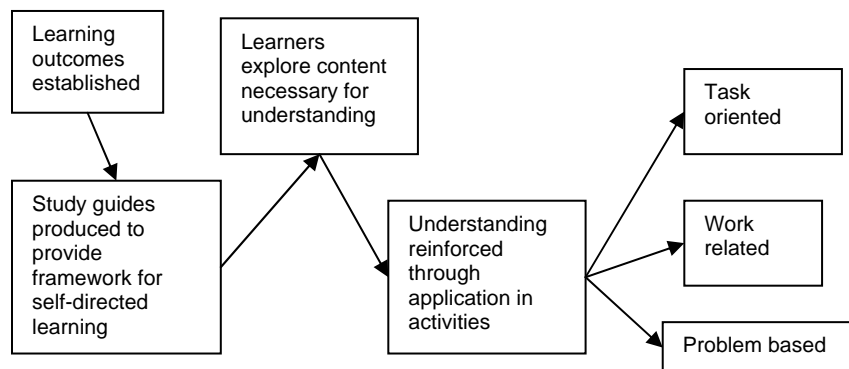 Learning
outcomes
established
Study guides
produced to
provide
framework for
self-directed
learning
Learners
explore content
necessary for
understanding
Understanding
reinforced
through
application in
activities
Task
oriented
Work
related
Problem based